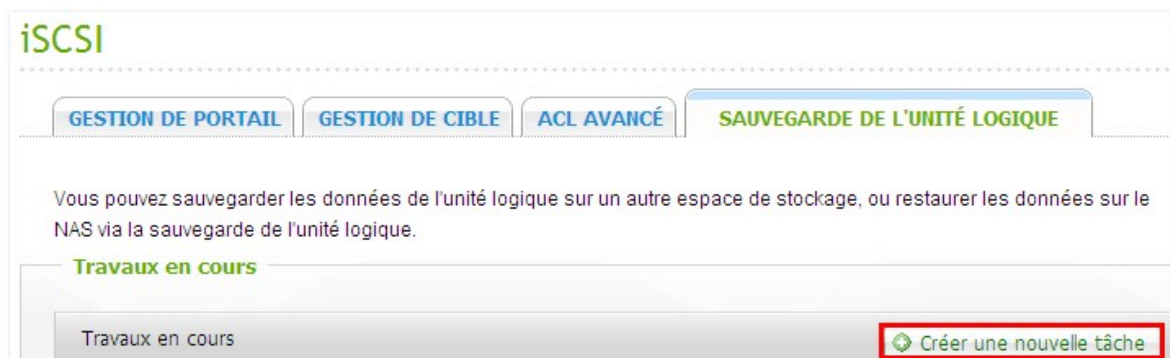 iSCSI
GESTION DE PORTAIL GESTION DE CIBLE ACL AVANCÉ SAUVEGARDE DE L'UNITÉ LOGIQUE
Vous pouvez sauvegarder les données de l'unité logique sur un autre espace de stockage, ou restaurer les données sur le
NAS via la sauvegarde de l'unité logique.
Travaux en cours
Travaux en cours Créer une nouvelle tâche